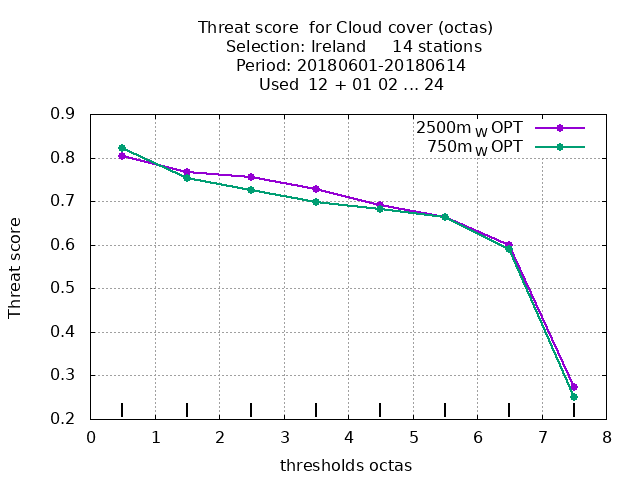 Threat score  for Cloud cover (octas)
Selection: Ireland     14 stations
Period: 20180601-20180614
Used  12 + 01 02 ... 24
2500m W OPT
750m W OPT
Threat score
0.9
0.8
0.7
0.6
0.5
0.4
0.3
0.2
0 1 2 3 4 5 6 7 8
thresholds octas